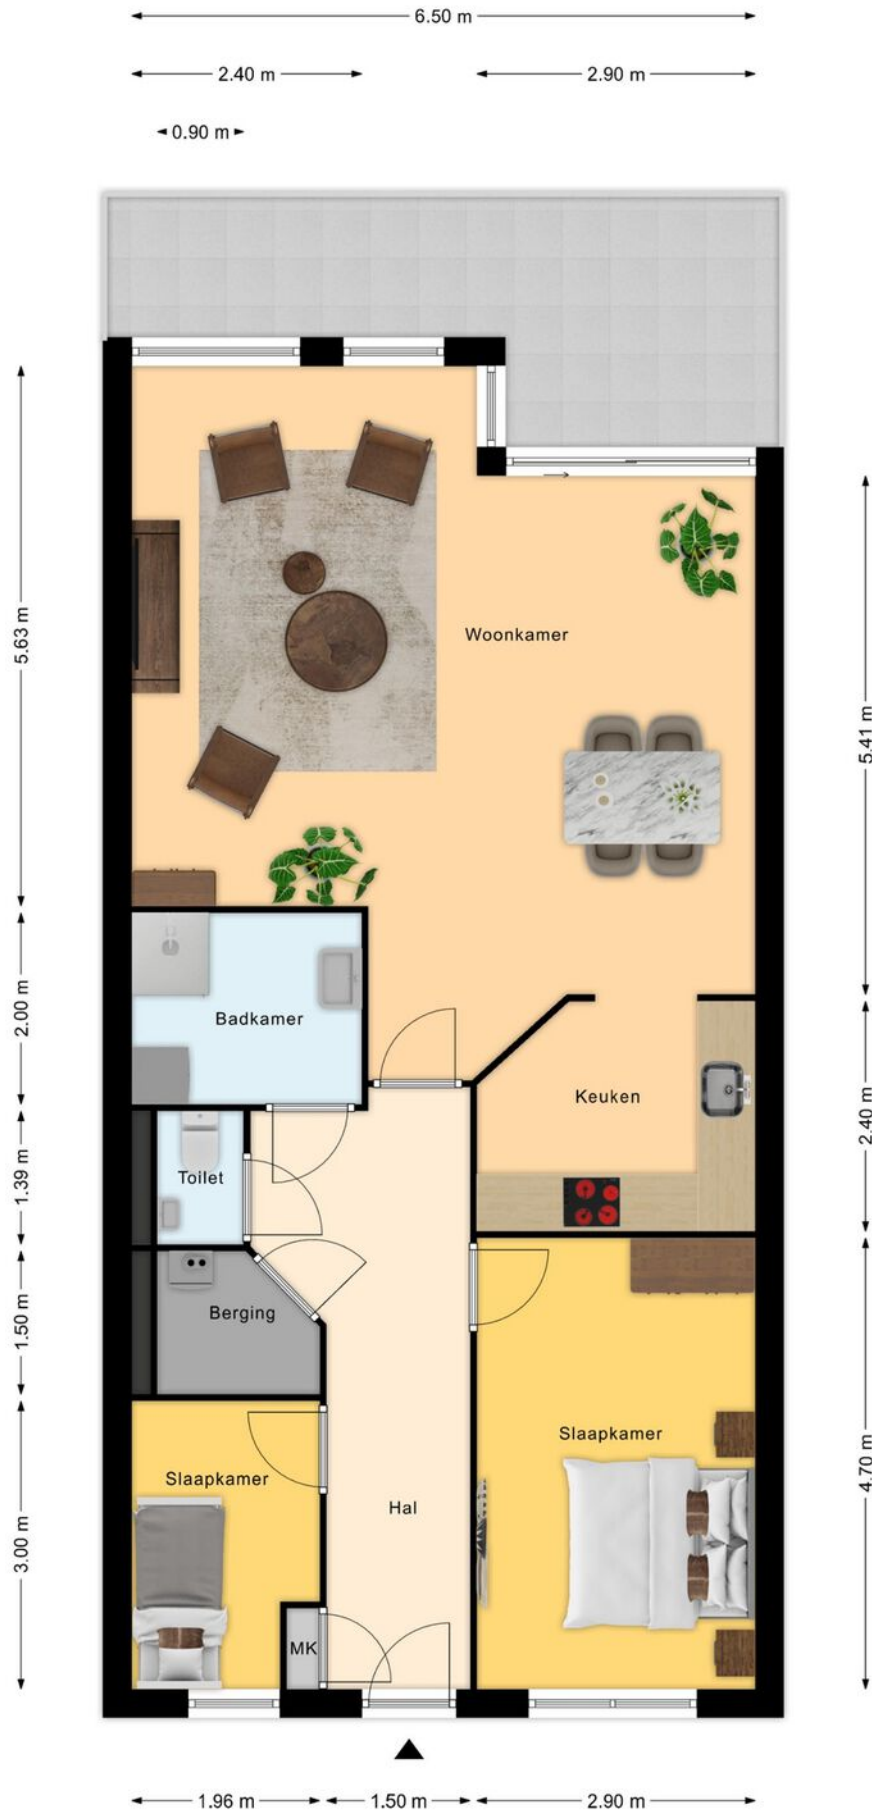 6.50 m
2.40 m
2.90 m
0.90 m
5.63 m
Woonkamer
5.41 m
2.00 m
Badkamer
Keuken
2.40 m
1.39 m
Toilet
1.50 m
Berging
Slaapkamer
4.70 m
Slaapkamer
Hal
3.00 m
MK
1.96 m
1.50 m
2.90 m